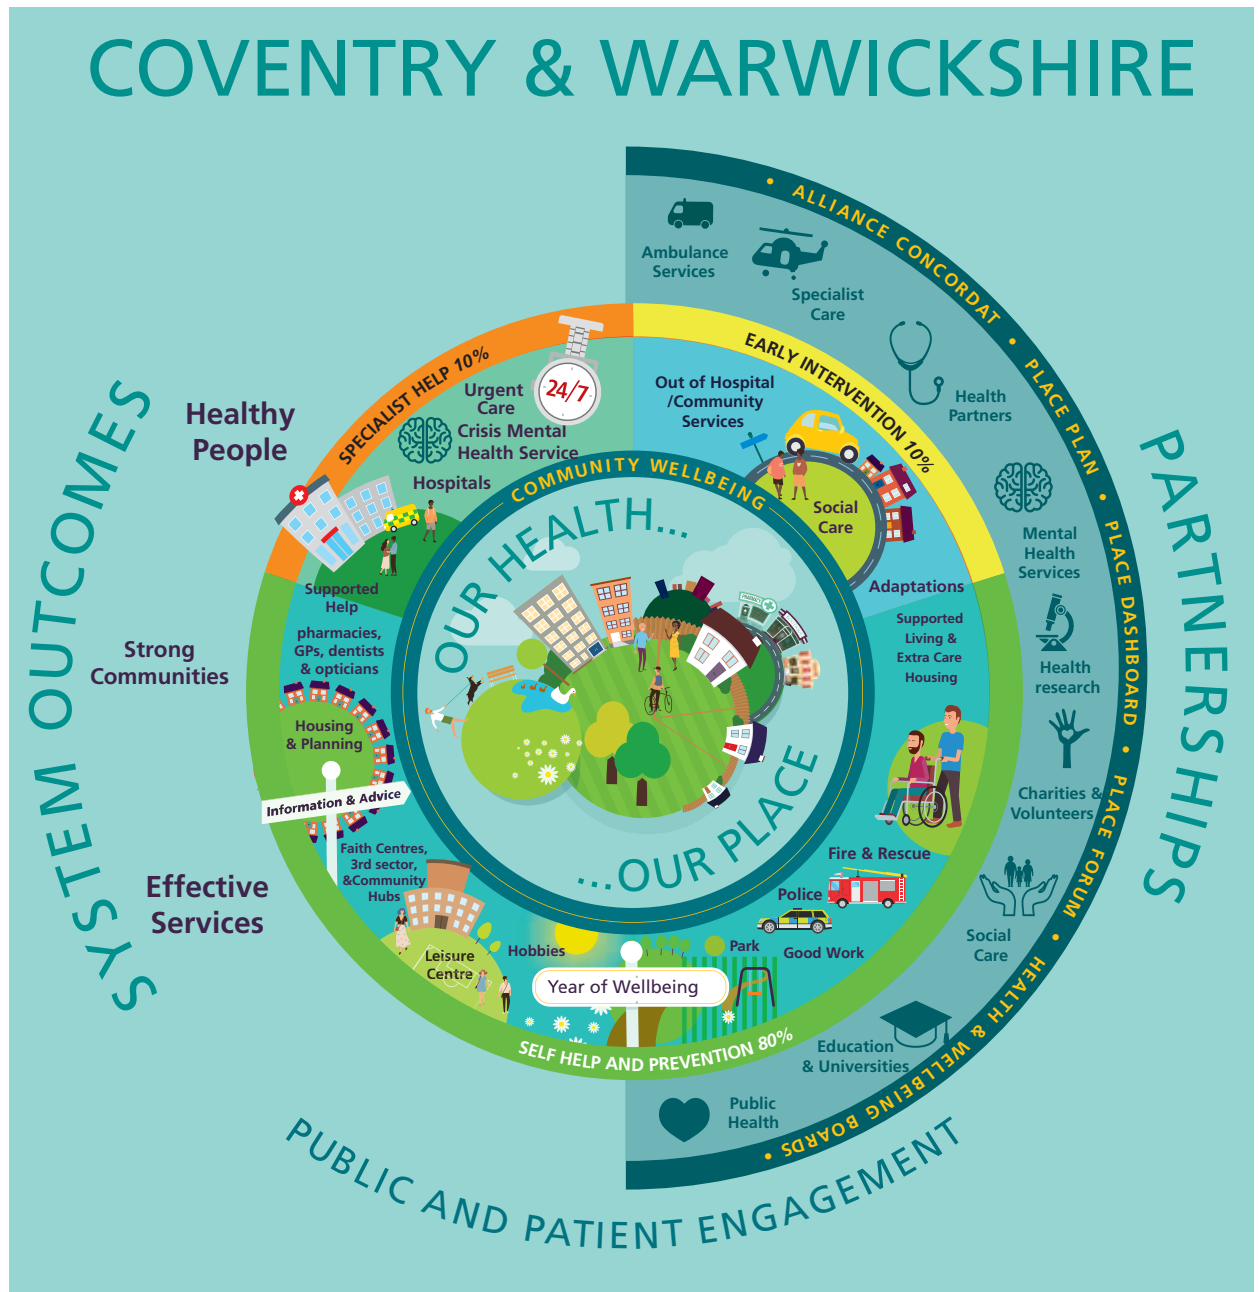 COVENTRY & WARWICKSHIRE
• ALLIANCE CONCORDAT • PLACE PLAN • PLACE DASHBOARD • PLACE FORUM • HEALTH & WELLBEING BOARDS •
Ambulance
Services
Specialist
Care
Health
Partners
Mental
Health
Services
Health
research
Charities &
Volunteers
Social
Care
Education
& Universities
Public
Health
PARTNERSHIPS
SYSTEM OUTCOMES
Healthy
People
Strong
Communities
Effective
Services
SPECIALIST HELP 10%
Urgent
Care
24/7
Crisis Mental
Health Service
Hospitals
EARLY INTERVENTION 10%
Out of Hospital
/Community
Services
Social
Care
Adaptations
Supported
Living &
Extra Care
Housing
Supported
Help
pharmacies,
GPs, dentists
& opticians
Housing
& Planning
Information & Advice
Faith Centres,
3rd sector,
&Community
Hubs
Leisure
Centre
Hobbies
Year of Wellbeing
Park
Good Work
Police
Fire & Rescue
SELF HELP AND PREVENTION 80%
COMMUNITY WELLBEING
OUR HEALTH...
PHARMACY
...OUR PLACE
PUBLIC AND PATIENT ENGAGEMENT